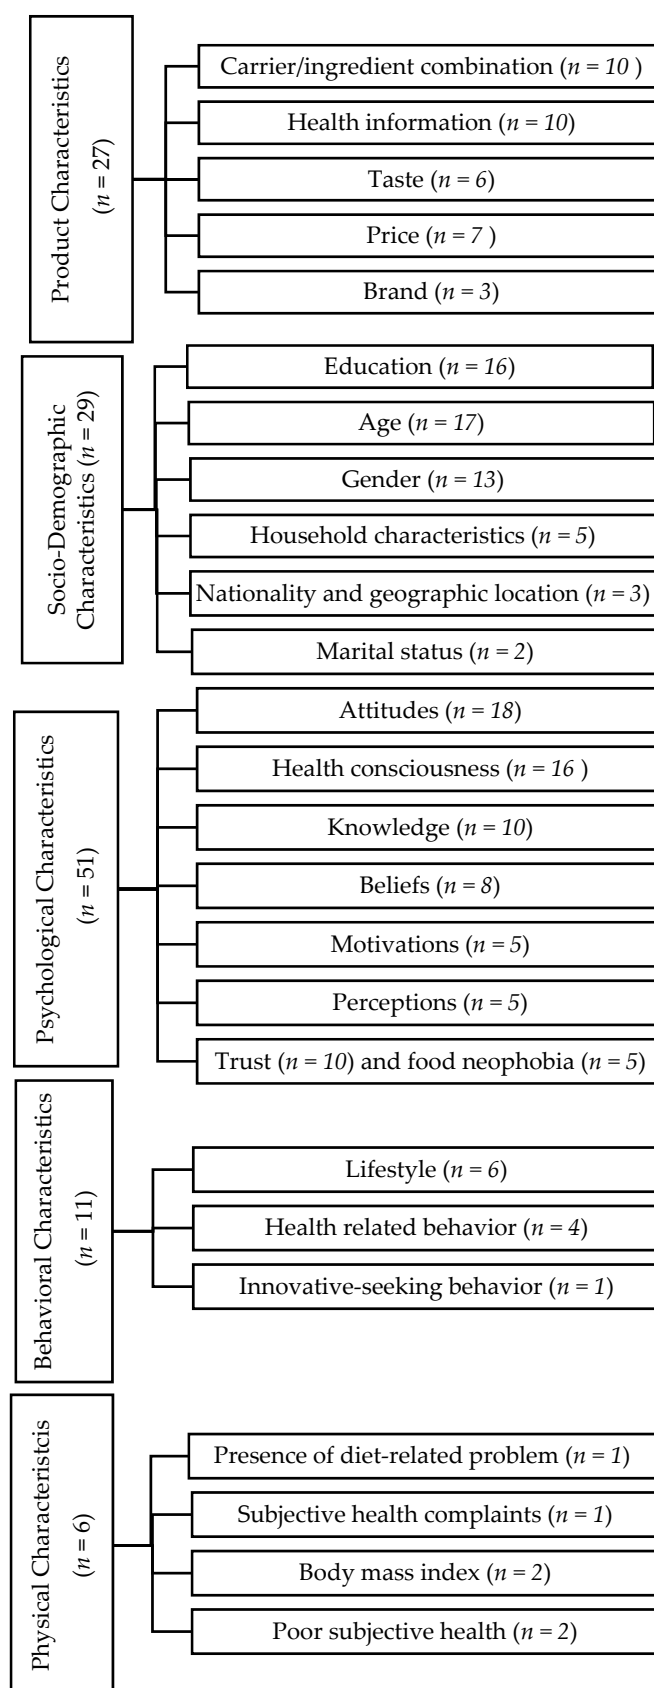 Product Characteristics
(n = 27)
Carrier/ingredient combination (n = 10 )
Health information (n = 10)
Taste (n = 6)
Price (n = 7 )
Brand (n = 3)
Socio-Demographic
Characteristics (n = 29)
Education (n = 16)
Age (n = 17)
Gender (n = 13)
Household characteristics (n = 5)
Nationality and geographic location (n = 3)
Marital status (n = 2)
Psychological Characteristics
(n = 51)
Attitudes (n = 18)
Health consciousness (n = 16 )
Knowledge (n = 10)
Beliefs (n = 8)
Motivations (n = 5)
Perceptions (n = 5)
Trust (n = 10) and food neophobia (n = 5)
Behavioral Characteristics
(n = 11)
Lifestyle (n = 6)
Health related behavior (n = 4)
Innovative-seeking behavior (n = 1)
Physical Characteristcis
(n = 6)
Presence of diet-related problem (n = 1)
Subjective health complaints (n = 1)
Body mass index (n = 2)
Poor subjective health (n = 2)